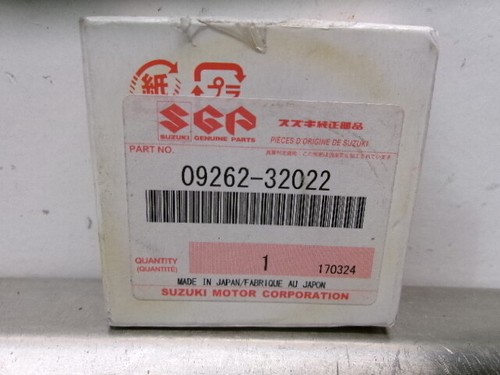 紙
プラ
SGP
SUZUKI GENUINE PARTS
スズキ純正部品
PIÈCES D'ORIGINE DE SUZUKI
PART NO.
09262-32022
QUANTITY
(QUANTITÉ)
1
170324
MADE IN JAPAN/FABRIQUE AU JAPON
SUZUKI MOTOR CORPORATION